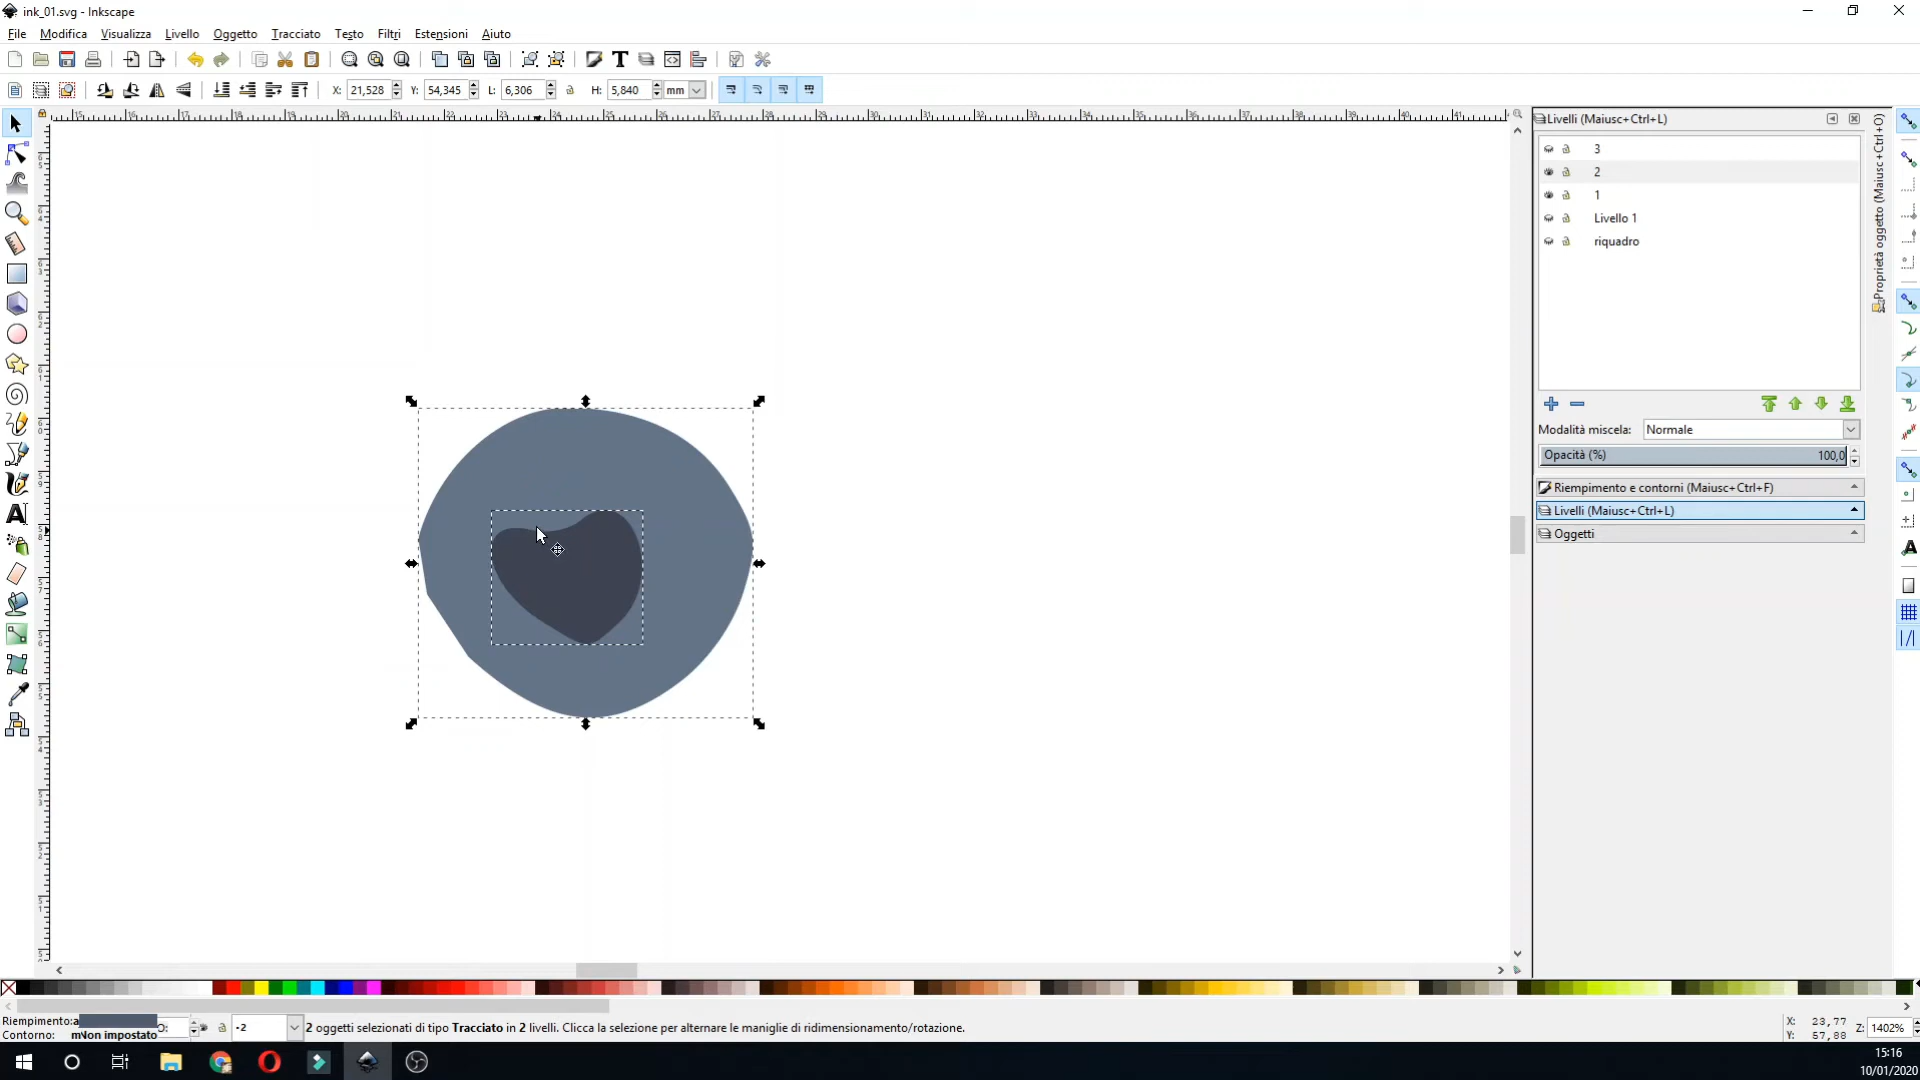 ink_01.svg - Inkscape
File Modifica Visualizza Livello Oggetto Tracciato Testo Filtri Estensioni Aiuto
X: 21,528 Y: 54,345 L: 6,306 H: 5,840 mm
Livelli (Maiusc+Ctrl+L)
Proprietà oggetto (Maiusc+Ctrl+O)
3
2
1
Livello 1
riquadro
Modalità miscela: Normale
Opacità (%) 100,0
Riempimento e contorni (Maiusc+Ctrl+F)
Livelli (Maiusc+Ctrl+L)
Oggetti
Riempimento:a O: -2 2 oggetti selezionati di tipo Tracciato in 2 livelli. Clicca la selezione per alternare le maniglie di ridimensionamento/rotazione. X: 23,77 Z: 1402%
Contorno: mNon impostato Y: 57,88
15:16
10/01/2020